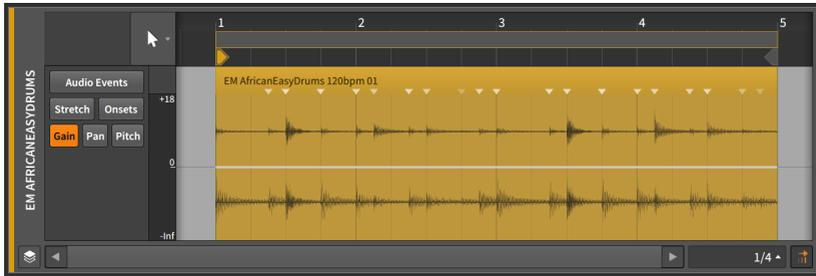 1 2 3 4 5
EM AFRICANEASYDRUMS
EM AfricanEasyDrums 120bpm 01
Audio Events
Stretch Onsets
Gain Pan Pitch
+18
0
-Inf
1/4